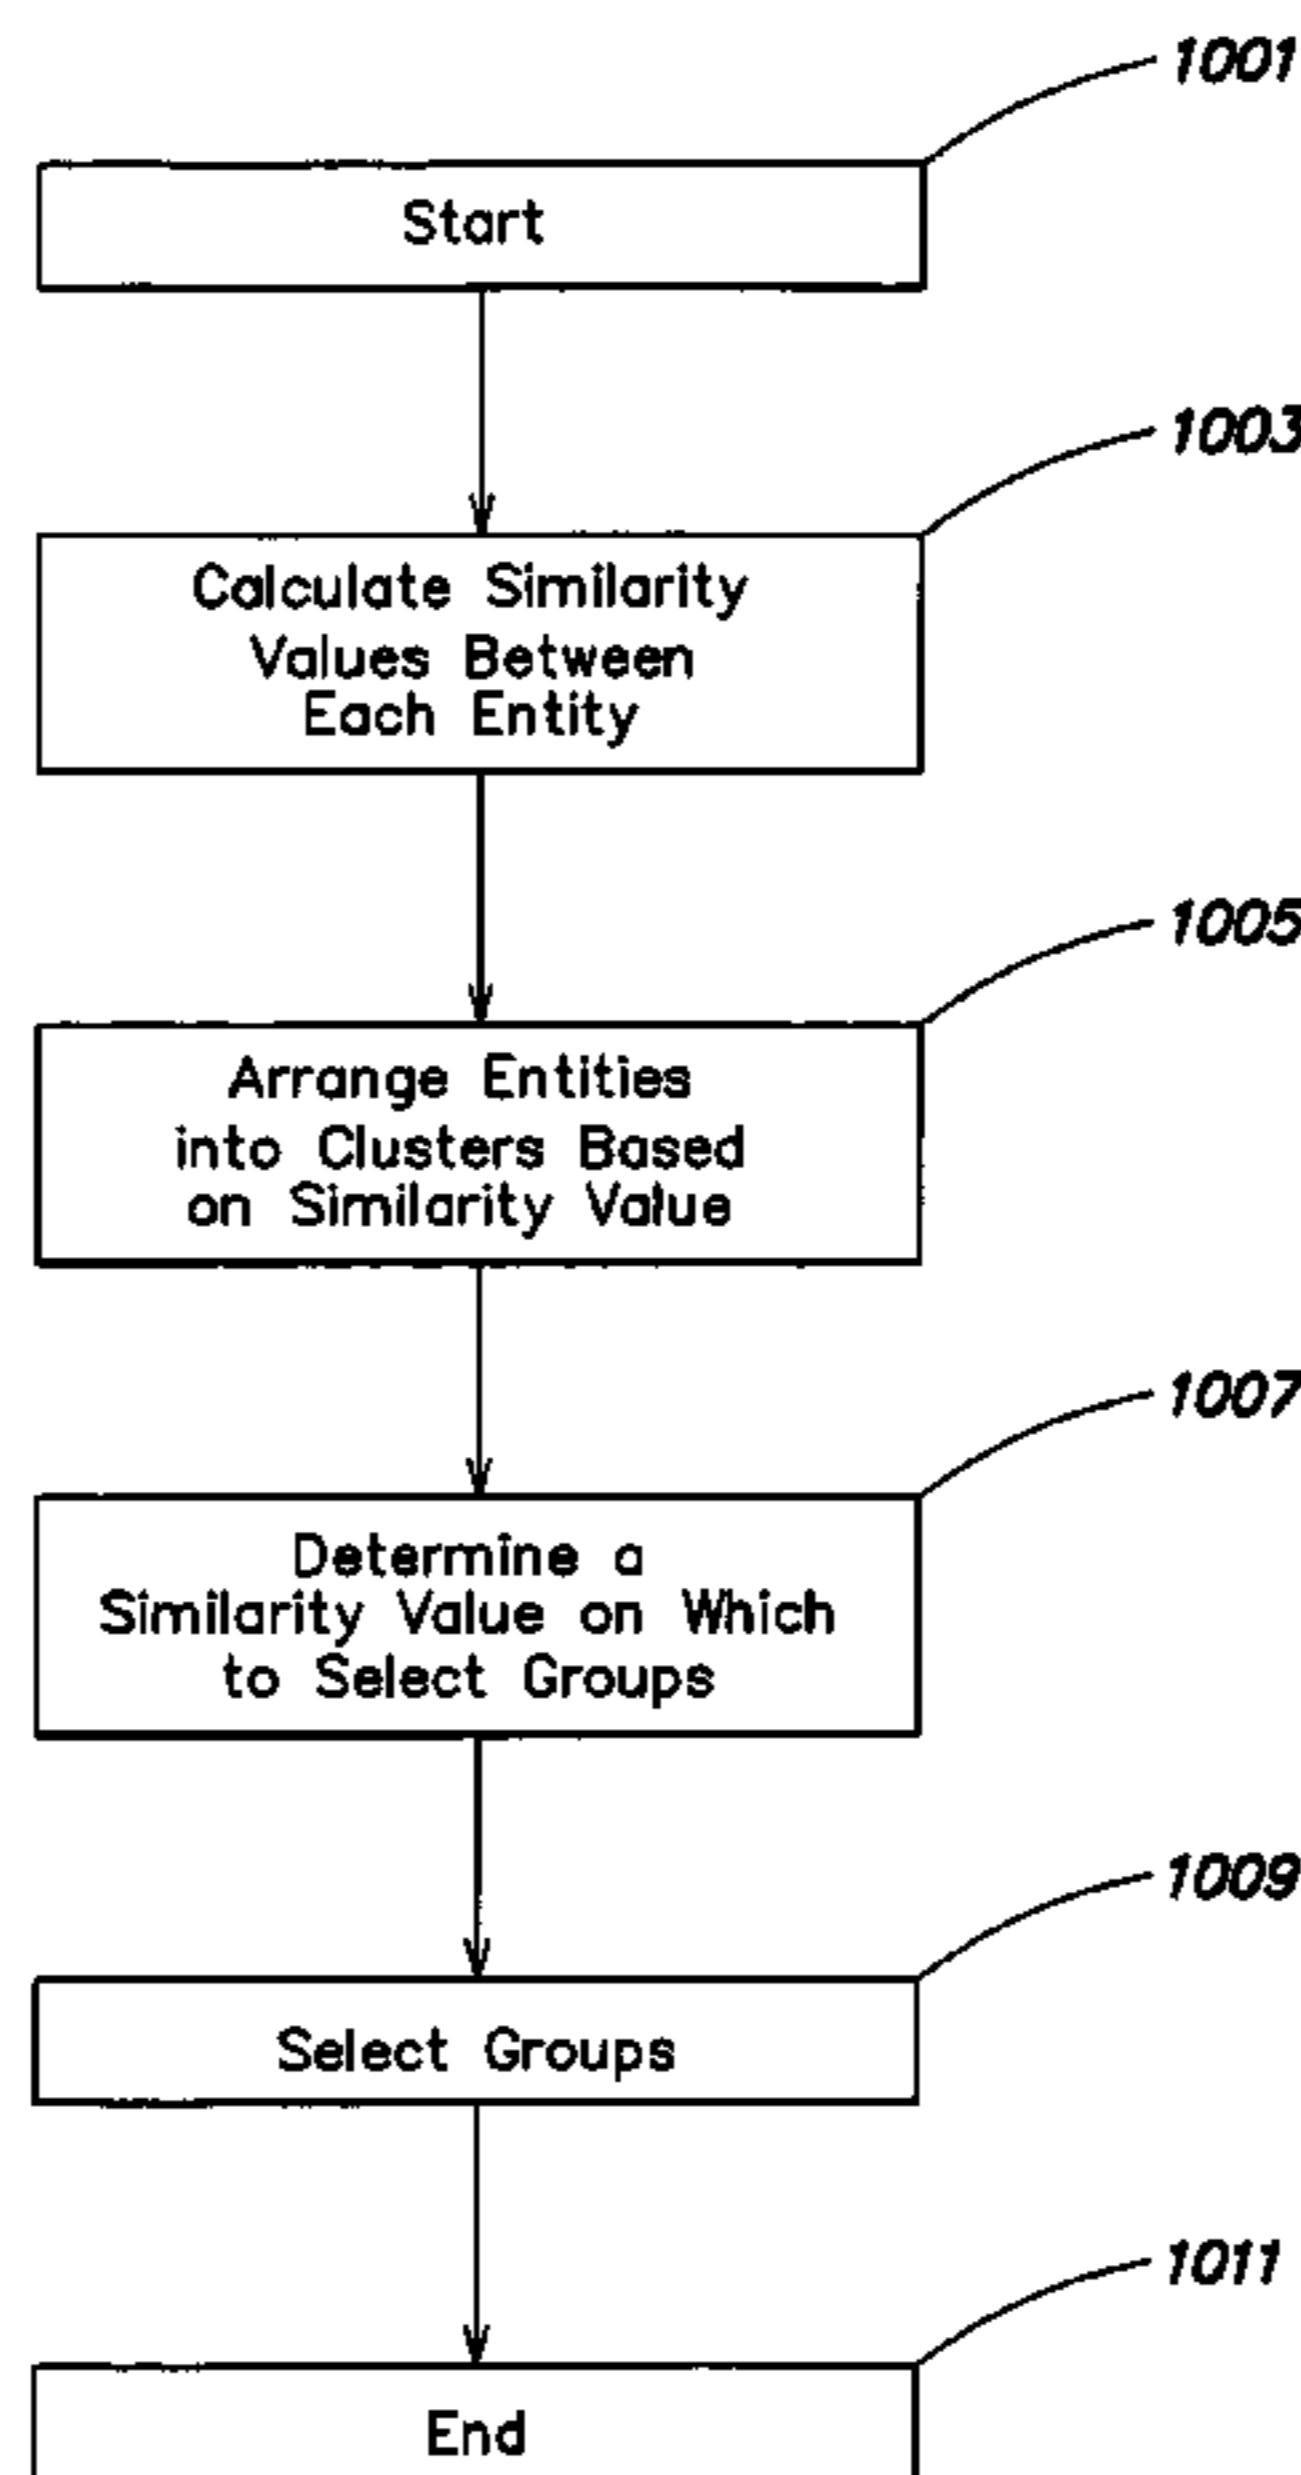 1001
Start
1003
Calculate Similarity
Values Between
Each Entity
1005
Arrange Entities
into Clusters Based
on Similarity Value
1007
Determine a
Similarity Value on Which
to Select Groups
1009
Select Groups
1011
End